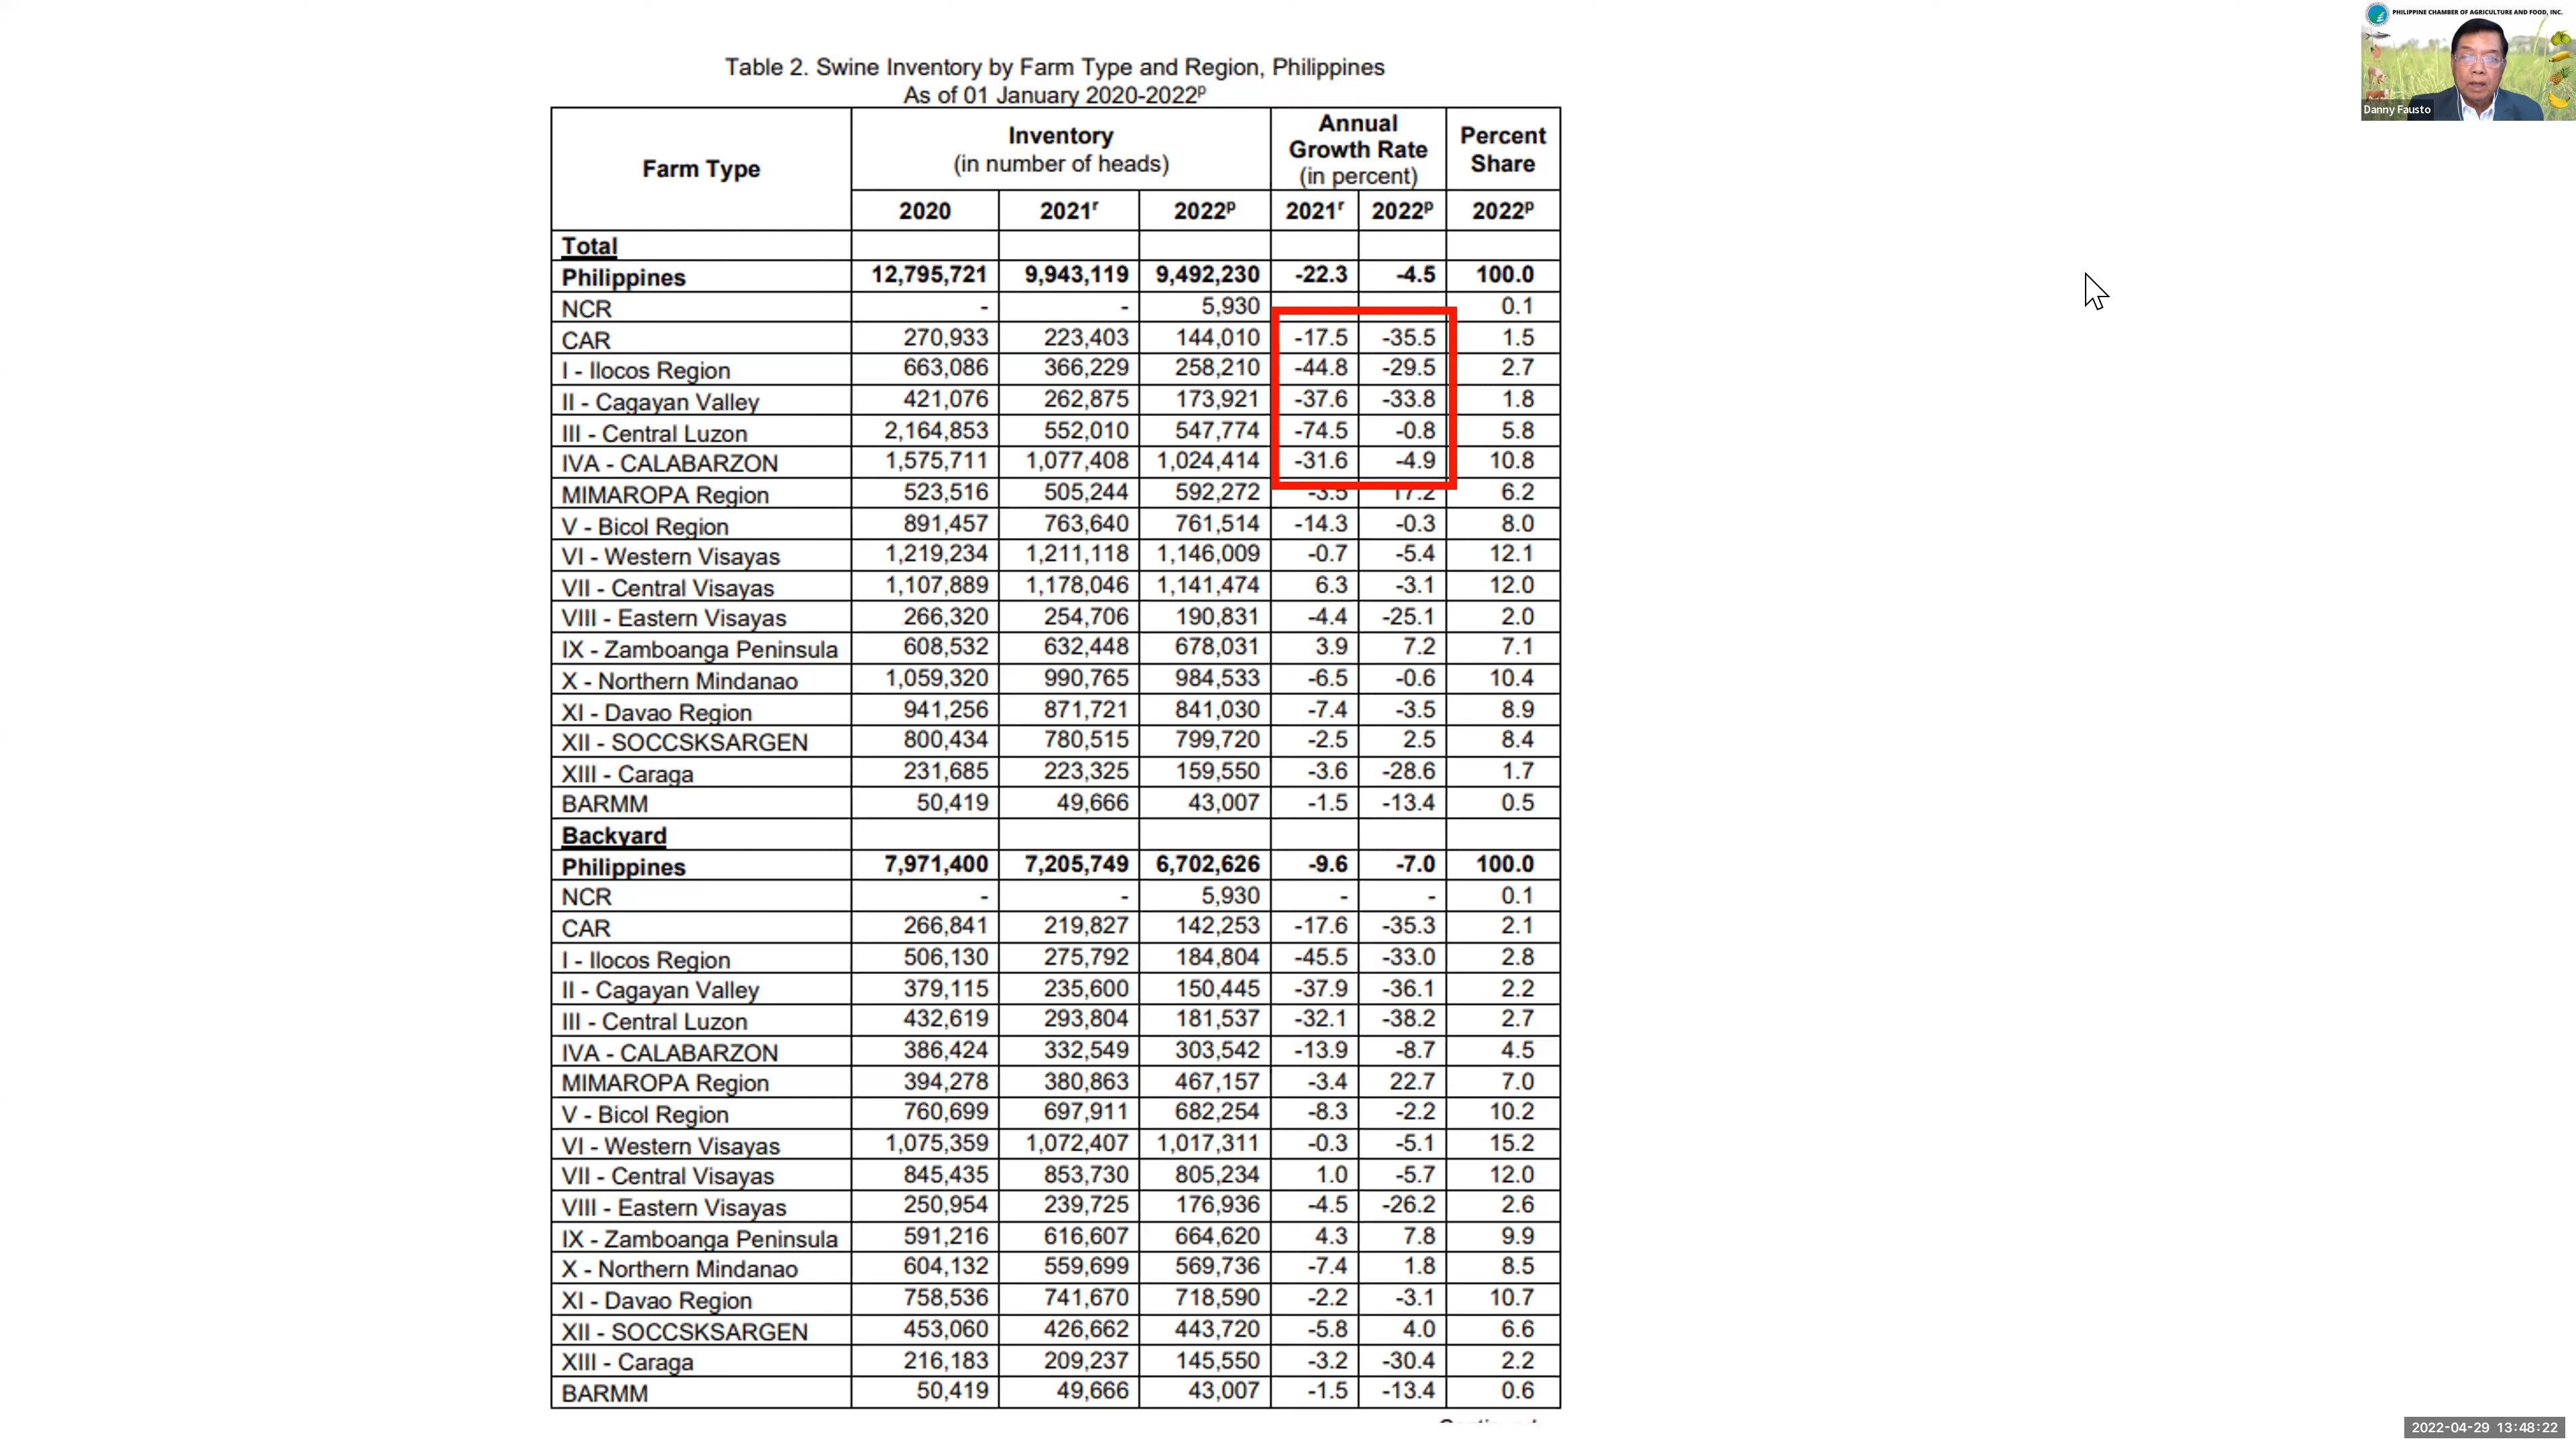 PHILIPPINE CHAMBER OF AGRICULTURE AND FOOD, INC.
Danny Fausto
Table 2. Swine Inventory by Farm Type and Region, Philippines
As of 01 January 2020-2022ᵖ
Farm Type Inventory (in number of heads) Annual Growth Rate (in percent) Percent Share
2020 2021ʳ 2022ᵖ 2021ʳ 2022ᵖ 2022ᵖ
Total
Philippines 12,795,721 9,943,119 9,492,230 -22.3 -4.5 100.0
NCR - - 5,930 0.1
CAR 270,933 223,403 144,010 -17.5 -35.5 1.5
I - Ilocos Region 663,086 366,229 258,210 -44.8 -29.5 2.7
II - Cagayan Valley 421,076 262,875 173,921 -37.6 -33.8 1.8
III - Central Luzon 2,164,853 552,010 547,774 -74.5 -0.8 5.8
IVA - CALABARZON 1,575,711 1,077,408 1,024,414 -31.6 -4.9 10.8
MIMAROPA Region 523,516 505,244 592,272 -3.5 17.2 6.2
V - Bicol Region 891,457 763,640 761,514 -14.3 -0.3 8.0
VI - Western Visayas 1,219,234 1,211,118 1,146,009 -0.7 -5.4 12.1
VII - Central Visayas 1,107,889 1,178,046 1,141,474 6.3 -3.1 12.0
VIII - Eastern Visayas 266,320 254,706 190,831 -4.4 -25.1 2.0
IX - Zamboanga Peninsula 608,532 632,448 678,031 3.9 7.2 7.1
X - Northern Mindanao 1,059,320 990,765 984,533 -6.5 -0.6 10.4
XI - Davao Region 941,256 871,721 841,030 -7.4 -3.5 8.9
XII - SOCCSKSARGEN 800,434 780,515 799,720 -2.5 2.5 8.4
XIII - Caraga 231,685 223,325 159,550 -3.6 -28.6 1.7
BARMM 50,419 49,666 43,007 -1.5 -13.4 0.5
Backyard
Philippines 7,971,400 7,205,749 6,702,626 -9.6 -7.0 100.0
NCR - - 5,930 - - 0.1
CAR 266,841 219,827 142,253 -17.6 -35.3 2.1
I - Ilocos Region 506,130 275,792 184,804 -45.5 -33.0 2.8
II - Cagayan Valley 379,115 235,600 150,445 -37.9 -36.1 2.2
III - Central Luzon 432,619 293,804 181,537 -32.1 -38.2 2.7
IVA - CALABARZON 386,424 332,549 303,542 -13.9 -8.7 4.5
MIMAROPA Region 394,278 380,863 467,157 -3.4 22.7 7.0
V - Bicol Region 760,699 697,911 682,254 -8.3 -2.2 10.2
VI - Western Visayas 1,075,359 1,072,407 1,017,311 -0.3 -5.1 15.2
VII - Central Visayas 845,435 853,730 805,234 1.0 -5.7 12.0
VIII - Eastern Visayas 250,954 239,725 176,936 -4.5 -26.2 2.6
IX - Zamboanga Peninsula 591,216 616,607 664,620 4.3 7.8 9.9
X - Northern Mindanao 604,132 559,699 569,736 -7.4 1.8 8.5
XI - Davao Region 758,536 741,670 718,590 -2.2 -3.1 10.7
XII - SOCCSKSARGEN 453,060 426,662 443,720 -5.8 4.0 6.6
XIII - Caraga 216,183 209,237 145,550 -3.2 -30.4 2.2
BARMM 50,419 49,666 43,007 -1.5 -13.4 0.6
2022-04-29 13:48:22